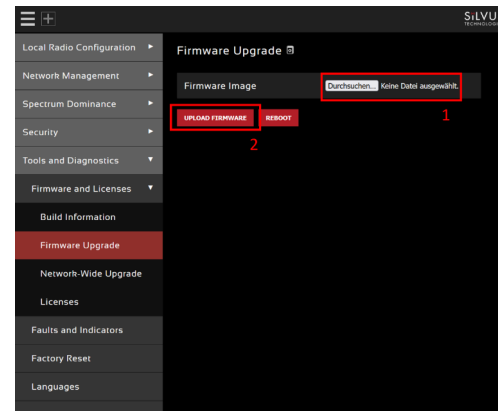 SiLVU
TECHNOLOG
Local Radio Configuration
Network Management
Spectrum Dominance
Security
Tools and Diagnostics
Firmware and Licenses
Build Information
Firmware Upgrade
Network-Wide Upgrade
Licenses
Faults and Indicators
Factory Reset
Languages
Firmware Upgrade
Firmware Image
Durchsuchen... Keine Datei ausgewählt.
1
UPLOAD FIRMWARE REBOOT
2